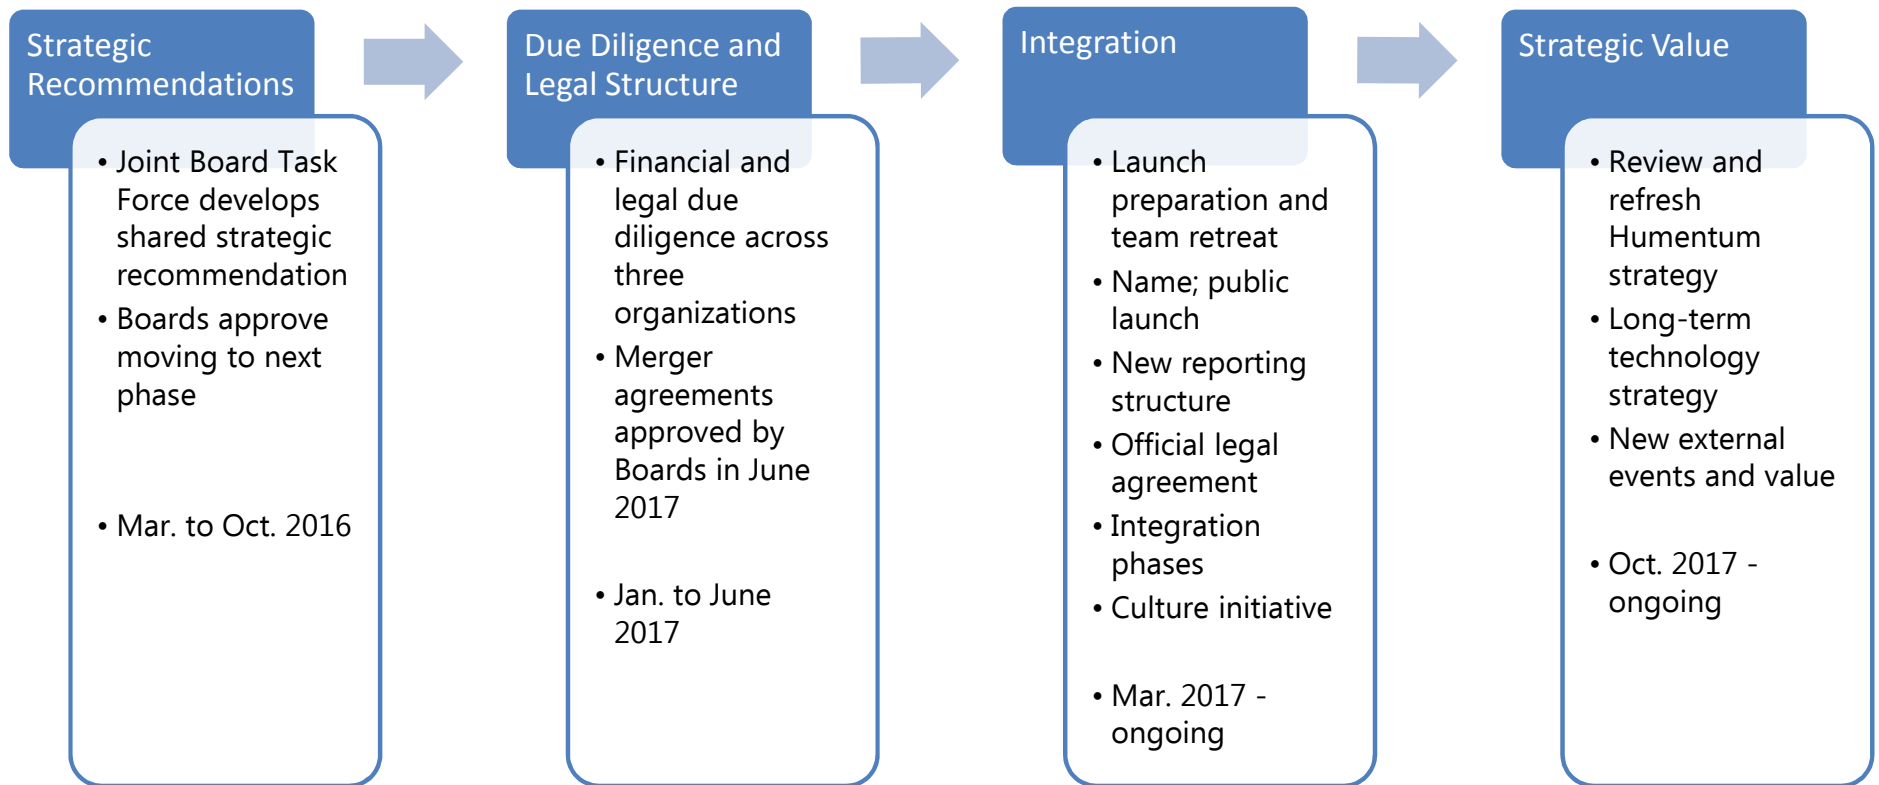 Strategic
Recommendations
• Joint Board Task
Force develops
shared strategic
recommendation
• Boards approve
moving to next
phase
• Mar. to Oct. 2016
Due Diligence and
Legal Structure
• Financial and
legal due
diligence across
three
organizations
• Merger
agreements
approved by
Boards in June
2017
• Jan. to June
2017
Integration
• Launch
preparation and
team retreat
• Name; public
launch
• New reporting
structure
• Official legal
agreement
• Integration
phases
• Culture initiative
• Mar. 2017 -
ongoing
Strategic Value
• Review and
refresh
Humentum
strategy
• Long-term
technology
strategy
• New external
events and value
• Oct. 2017 -
ongoing